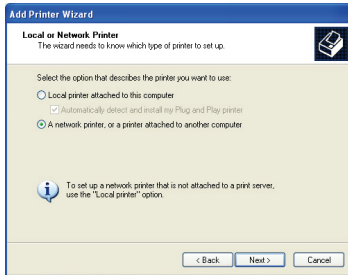 Add Printer Wizard
Local or Network Printer
The wizard needs to know which type of printer to set up.
Select the option that describes the printer you want to use:
Local printer attached to this computer
Automatically detect and install my Plug and Play printer
A network printer, or a printer attached to another computer
To set up a network printer that is not attached to a print server,
use the "Local printer" option.
< Back Next > Cancel